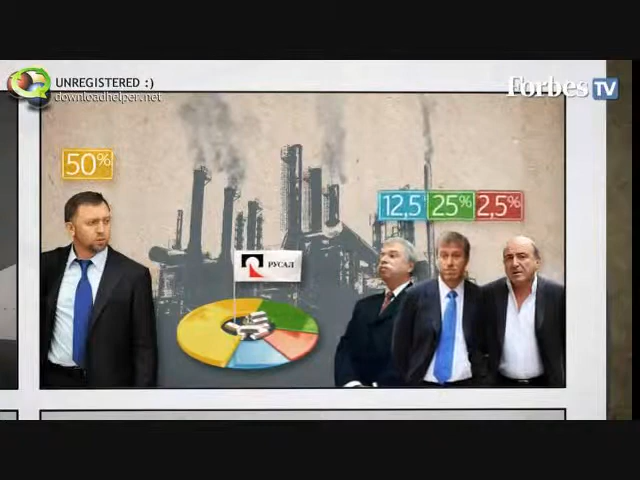 UNREGISTERED :)
downloadhelper.net
Forbes TV
50%
12,5
25%
2,5%
РУСАЛ